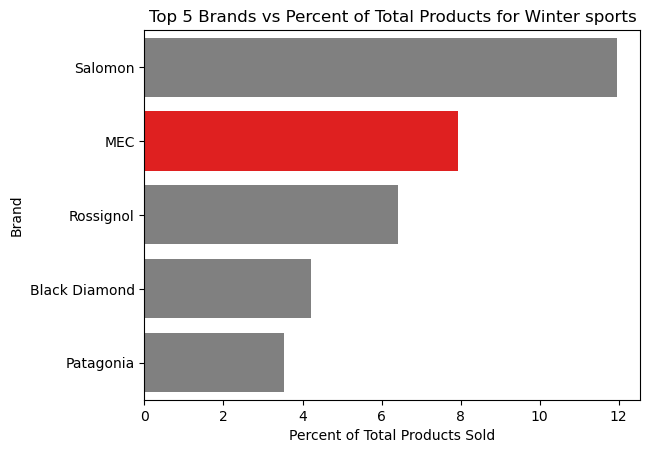 Top 5 Brands vs Percent of Total Products for Winter sports
Salomon
MEC
Rossignol
Black Diamond
Patagonia
Brand
0 2 4 6 8 10 12
Percent of Total Products Sold